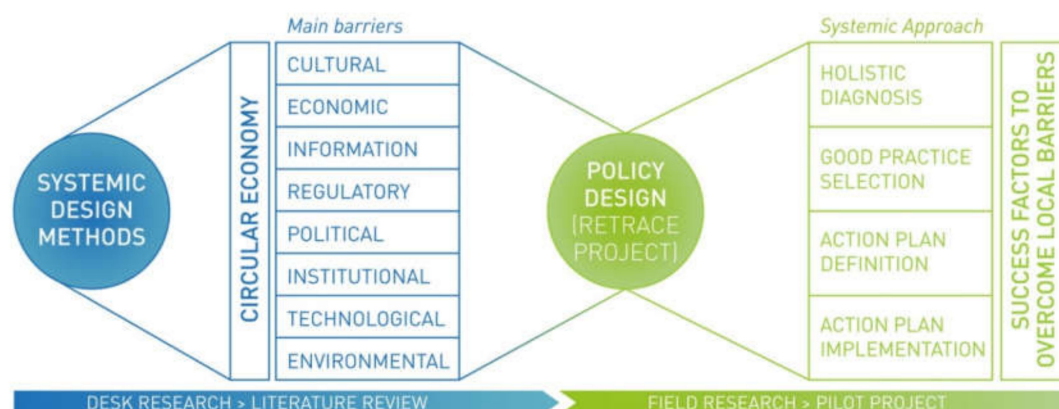 Main barriers
Systemic Approach
SYSTEMIC
DESIGN
METHODS
CIRCULAR ECONOMY
CULTURAL
ECONOMIC
INFORMATION
REGULATORY
POLITICAL
INSTITUTIONAL
TECHNOLOGICAL
ENVIRONMENTAL
POLICY
DESIGN
(RETRACE
PROJECT)
HOLISTIC
DIAGNOSIS
GOOD PRACTICE
SELECTION
ACTION PLAN
DEFINITION
ACTION PLAN
IMPLEMENTATION
SUCCESS FACTORS TO
OVERCOME LOCAL BARRIERS
DESK RESEARCH > LITERATURE REVIEW
FIELD RESEARCH > PILOT PROJECT